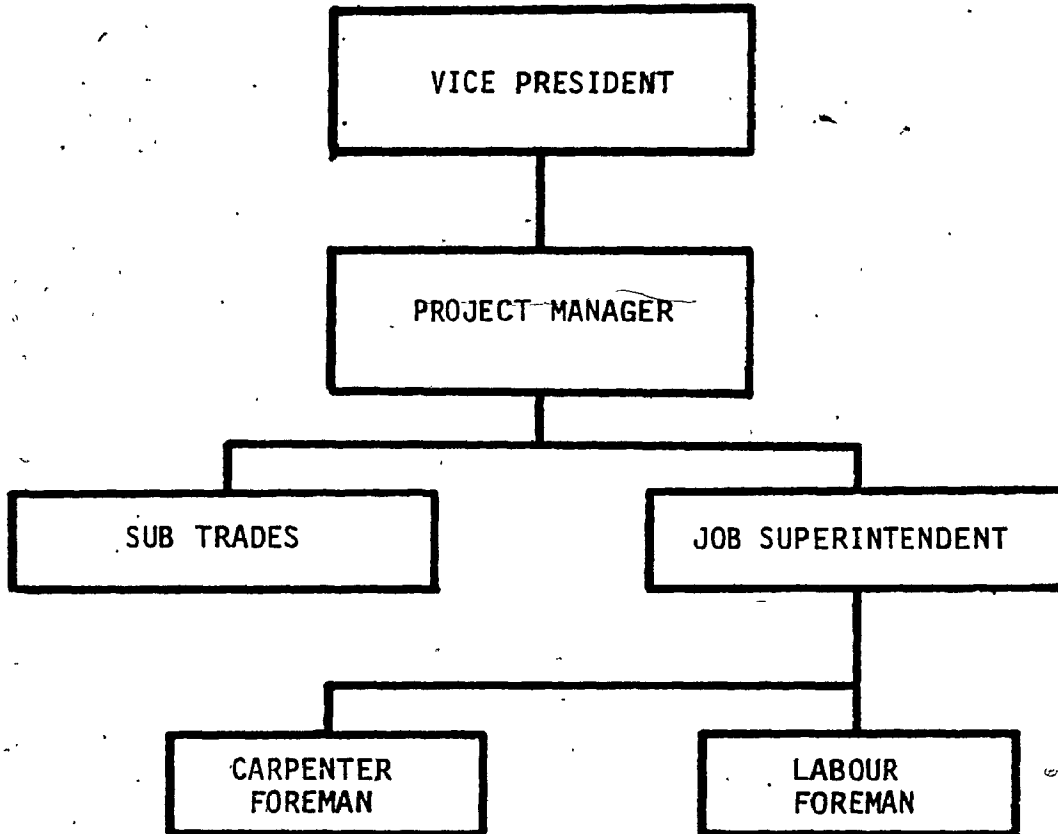 VICE PRESIDENT
PROJECT MANAGER
SUB TRADES
JOB SUPERINTENDENT
CARPENTER
FOREMAN
LABOUR
FOREMAN